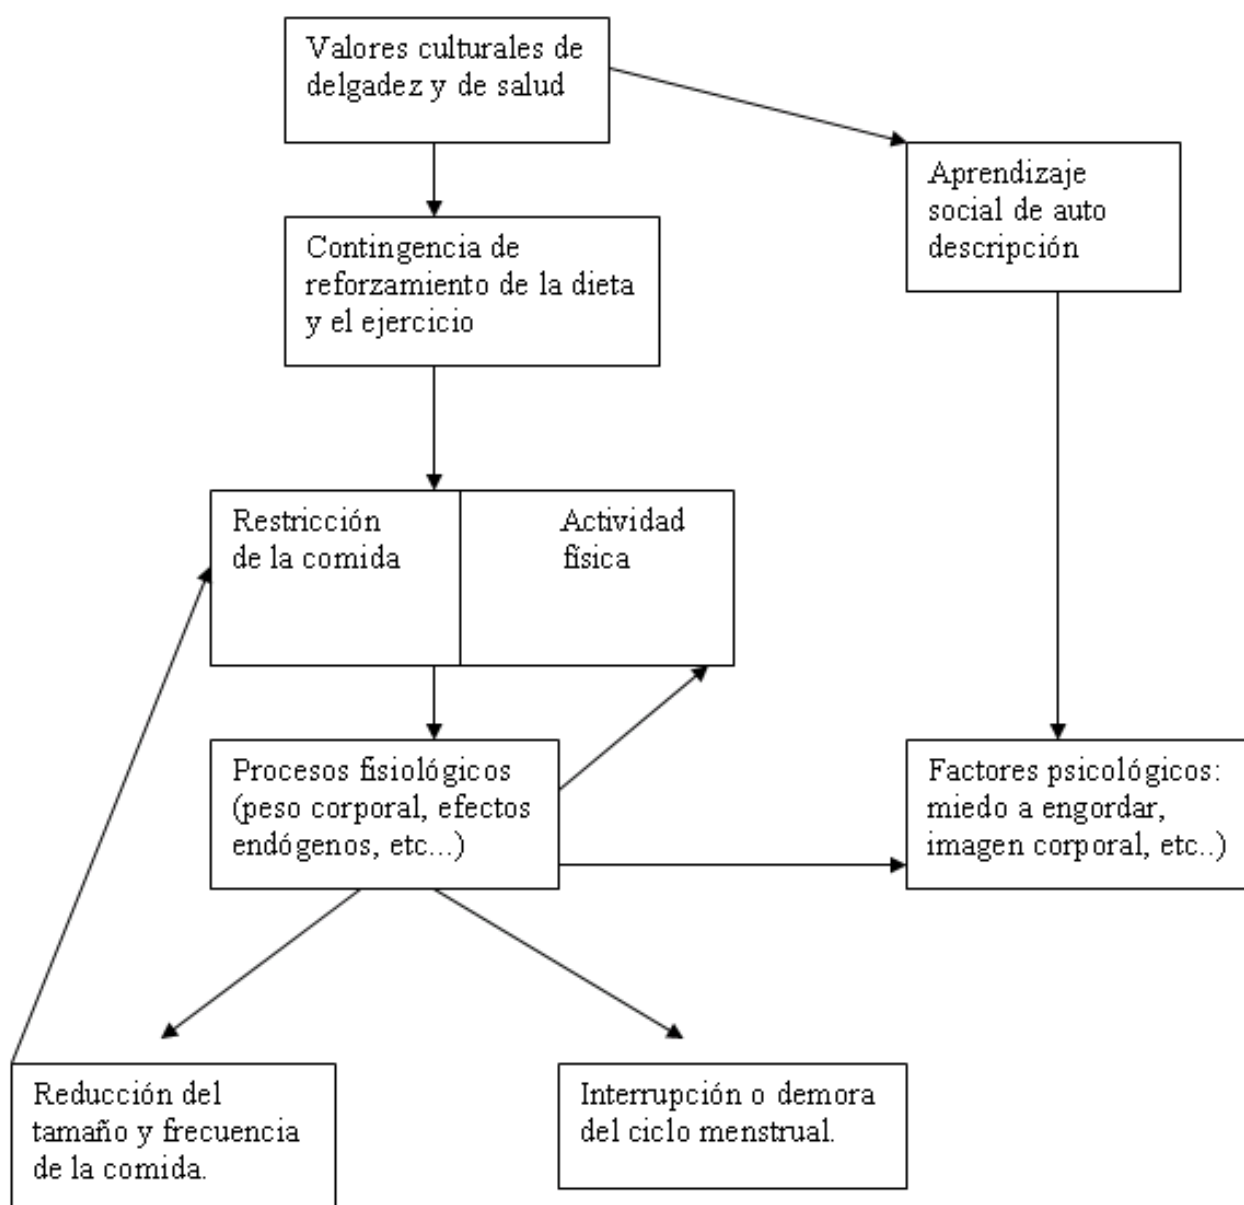 Valores culturales de
delgadez y de salud
Aprendizaje
social de auto
descripción
Contingencia de
reforzamiento de la dieta
y el ejercicio
Restricción
de la comida
Actividad
física
Procesos fisiológicos
(peso corporal, efectos
endógenos, etc...)
Factores psicológicos:
miedo a engordar,
imagen corporal, etc..)
Reducción del
tamaño y frecuencia
de la comida.
Interrupción o demora
del ciclo menstrual.